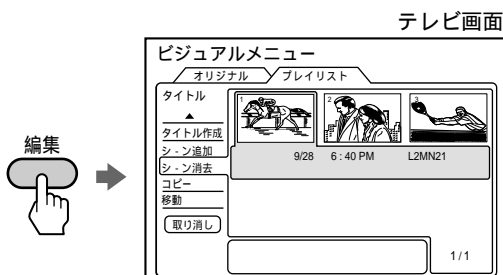 テレビ画面
ビジュアルメニュー
オリジナル プレイリスト
タイトル
▲
タイトル作成
シ-ン追加
シ-ン消去
コピー
移動
取り消し
1 2 3
9/28 6:40 PM L2MN21
1/1
編集